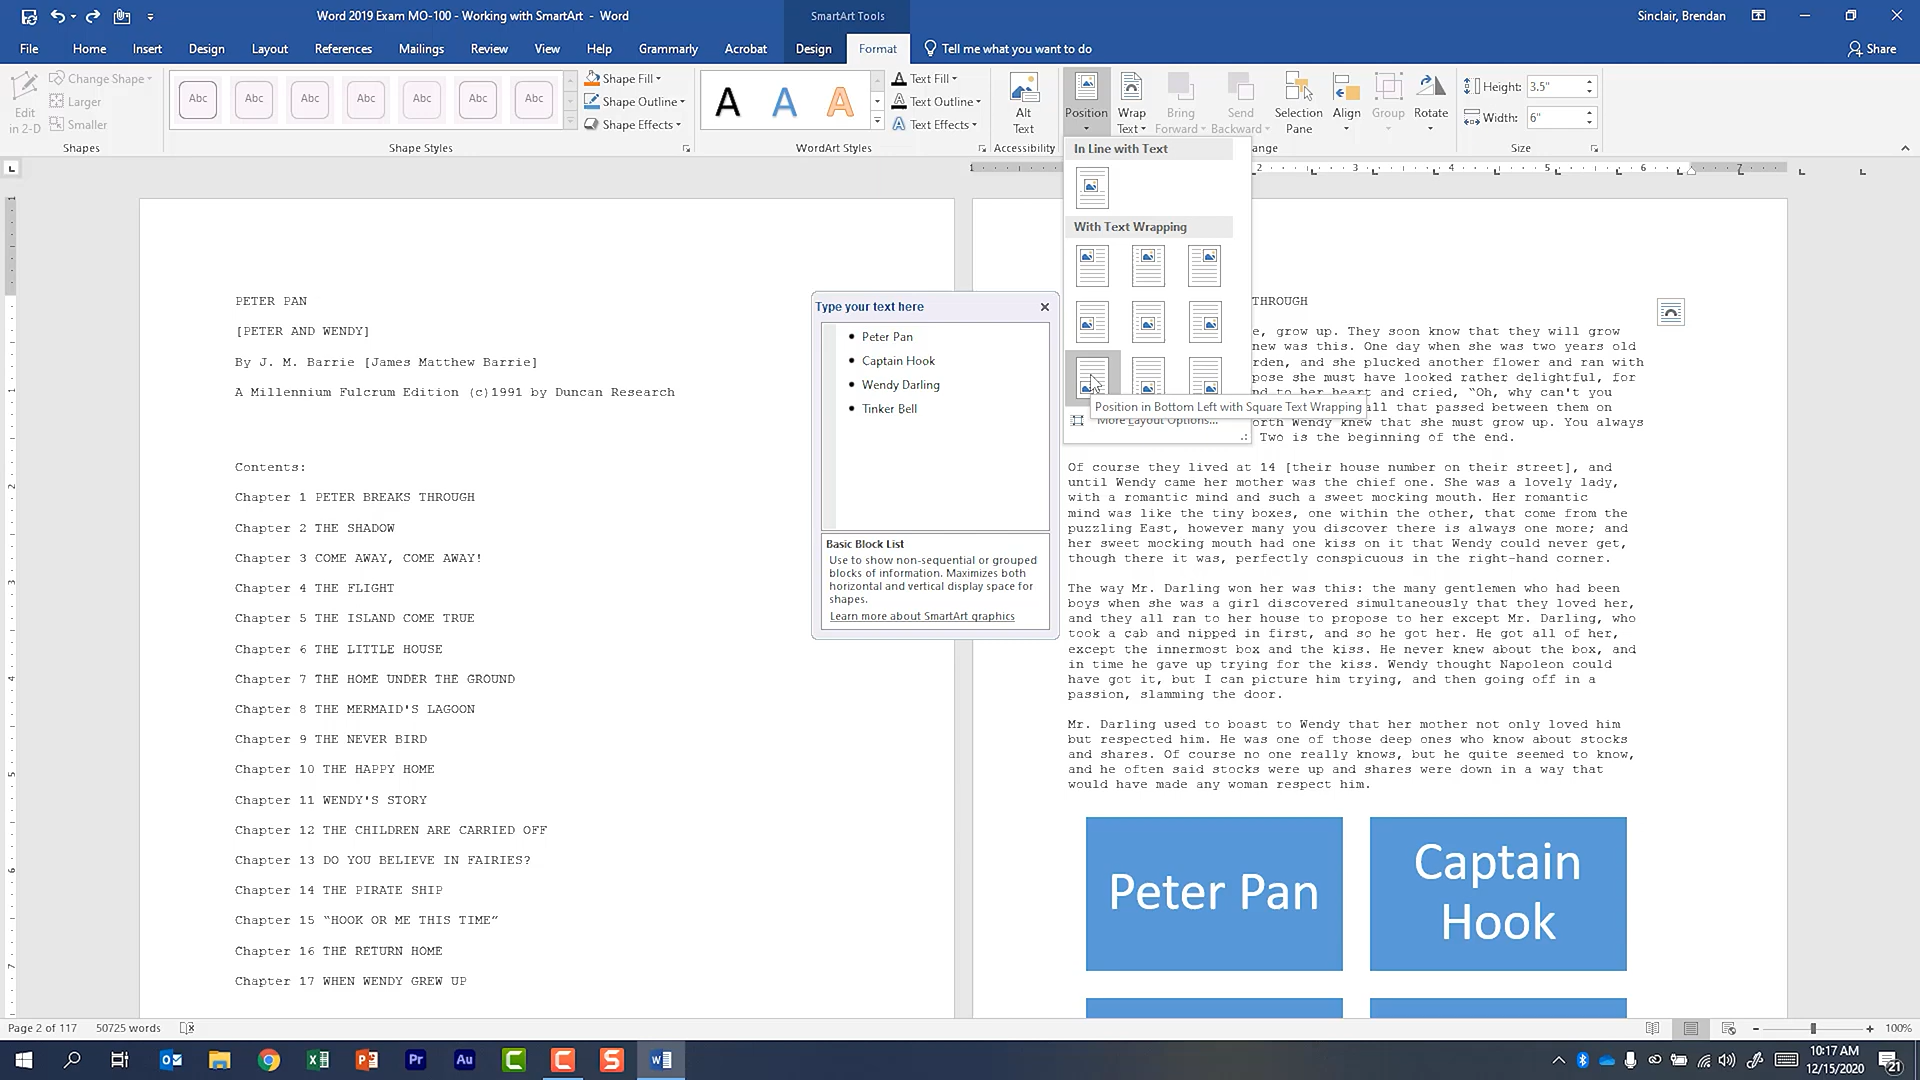 Word 2019 Exam MO-100 - Working with SmartArt - Word
SmartArt Tools
Sinclair, Brendan
File Home Insert Design Layout References Mailings Review View Help Grammarly Acrobat Design Format Tell me what you want to do Share
Edit in 2-D
Change Shape
Larger
Smaller
Shapes
Abc Abc Abc Abc Abc Abc Abc
Shape Fill
Shape Outline
Shape Effects
Shape Styles
A A A
Text Fill
Text Outline
Text Effects
WordArt Styles
Alt Text
Accessibility
Position
Wrap Text
Bring Forward
Send Backward
Selection Pane
Align
Group
Rotate
ange
Height: 3.5"
Width: 6"
Size
In Line with Text
With Text Wrapping
Position in Bottom Left with Square Text Wrapping
More Layout Options...
2 3 4 5 6 7
1 1 2 3 4 5 6 7
PETER PAN
[PETER AND WENDY]
By J. M. Barrie [James Matthew Barrie]
A Millennium Fulcrum Edition (c)1991 by Duncan Research
Contents:
Chapter 1 PETER BREAKS THROUGH
Chapter 2 THE SHADOW
Chapter 3 COME AWAY, COME AWAY!
Chapter 4 THE FLIGHT
Chapter 5 THE ISLAND COME TRUE
Chapter 6 THE LITTLE HOUSE
Chapter 7 THE HOME UNDER THE GROUND
Chapter 8 THE MERMAID'S LAGOON
Chapter 9 THE NEVER BIRD
Chapter 10 THE HAPPY HOME
Chapter 11 WENDY'S STORY
Chapter 12 THE CHILDREN ARE CARRIED OFF
Chapter 13 DO YOU BELIEVE IN FAIRIES?
Chapter 14 THE PIRATE SHIP
Chapter 15 “HOOK OR ME THIS TIME”
Chapter 16 THE RETURN HOME
Chapter 17 WHEN WENDY GREW UP
Type your text here
• Peter Pan
• Captain Hook
• Wendy Darling
• Tinker Bell
Basic Block List
Use to show non-sequential or grouped
blocks of information. Maximizes both
horizontal and vertical display space for
shapes.
Learn more about SmartArt graphics
THROUGH
e, grow up. They soon know that they will grow
new was this. One day when she was two years old
rden, and she plucked another flower and ran with
pose she must have looked rather delightful, for
nd to her heart and cried, “Oh, why can't you
all that passed between them on
orth Wendy knew that she must grow up. You always
Two is the beginning of the end.
Of course they lived at 14 [their house number on their street], and
until Wendy came her mother was the chief one. She was a lovely lady,
with a romantic mind and such a sweet mocking mouth. Her romantic
mind was like the tiny boxes, one within the other, that come from the
puzzling East, however many you discover there is always one more; and
her sweet mocking mouth had one kiss on it that Wendy could never get,
though there it was, perfectly conspicuous in the right-hand corner.
The way Mr. Darling won her was this: the many gentlemen who had been
boys when she was a girl discovered simultaneously that they loved her,
and they all ran to her house to propose to her except Mr. Darling, who
took a cab and nipped in first, and so he got her. He got all of her,
except the innermost box and the kiss. He never knew about the box, and
in time he gave up trying for the kiss. Wendy thought Napoleon could
have got it, but I can picture him trying, and then going off in a
passion, slamming the door.
Mr. Darling used to boast to Wendy that her mother not only loved him
but respected him. He was one of those deep ones who know about stocks
and shares. Of course no one really knows, but he quite seemed to know,
and he often said stocks were up and shares were down in a way that
would have made any woman respect him.
Peter Pan
Captain
Hook
Page 2 of 117 50725 words
100%
10:17 AM
12/15/2020
21